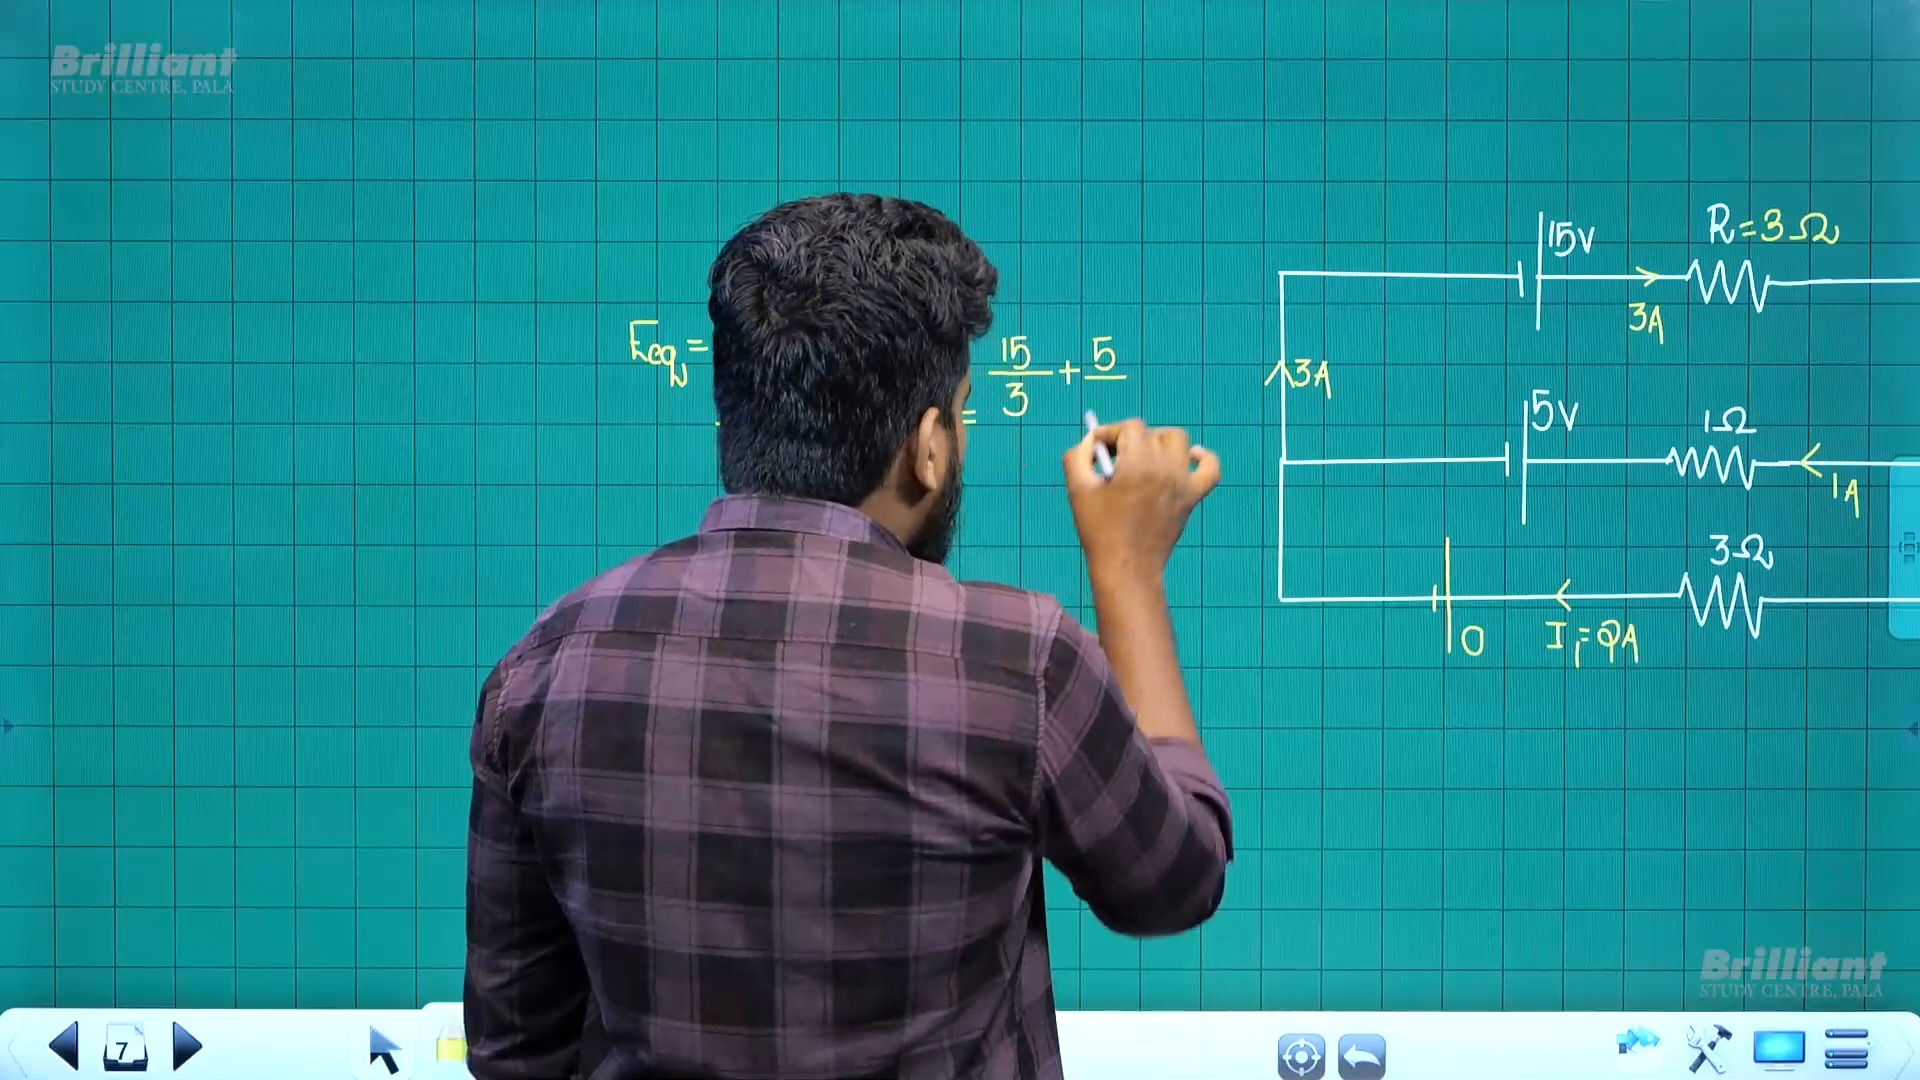 Brilliant
STUDY CENTRE, PALA
15V
R=3Ω
Eeq=
= 15/3 + 5
3A
3A
5V
1Ω
1A
3Ω
0
I₁=2A
Brilliant
STUDY CENTRE, PALA
7